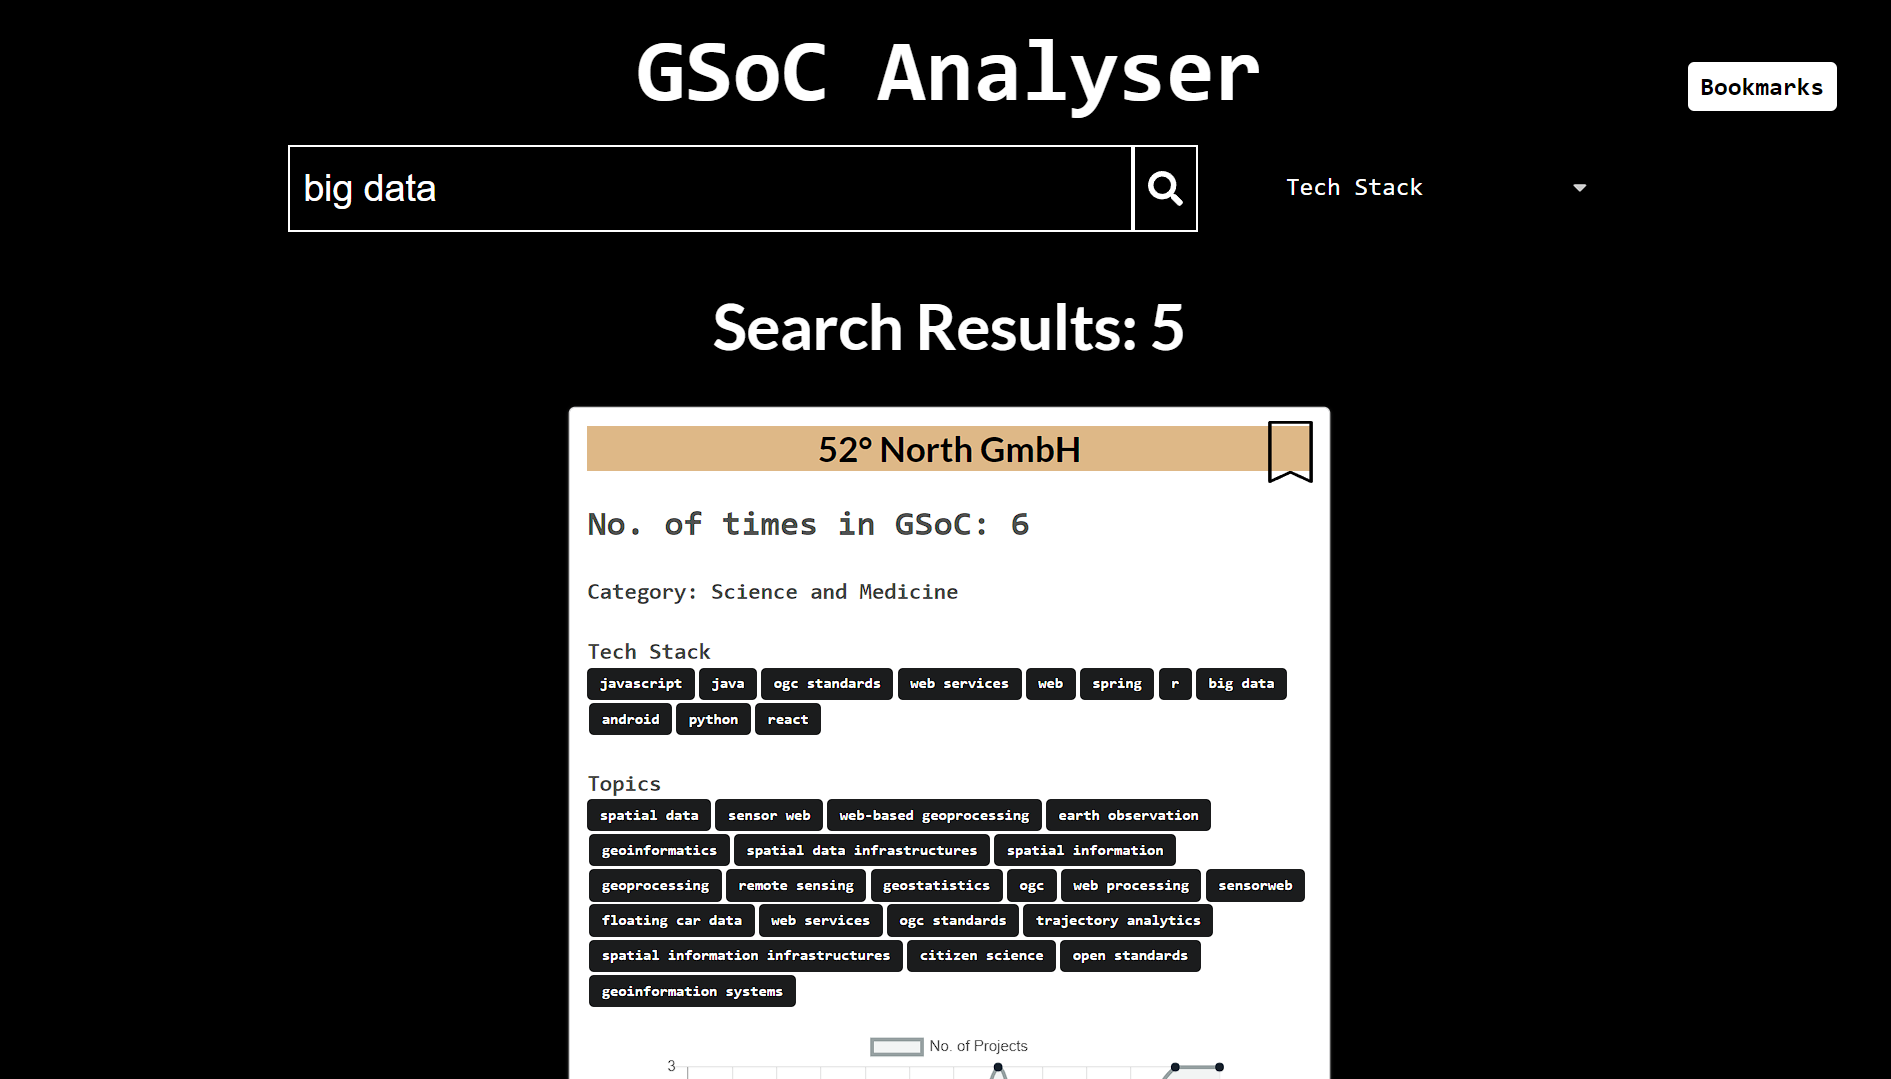 GSoC Analyser
Bookmarks
big data
Tech Stack
Search Results: 5
52° North GmbH
No. of times in GSoC: 6
Category: Science and Medicine
Tech Stack
javascript java ogc standards web services web spring r big data
android python react
Topics
spatial data sensor web web-based geoprocessing earth observation
geoinformatics spatial data infrastructures spatial information
geoprocessing remote sensing geostatistics ogc web processing sensorweb
floating car data web services ogc standards trajectory analytics
spatial information infrastructures citizen science open standards
geoinformation systems
No. of Projects
3